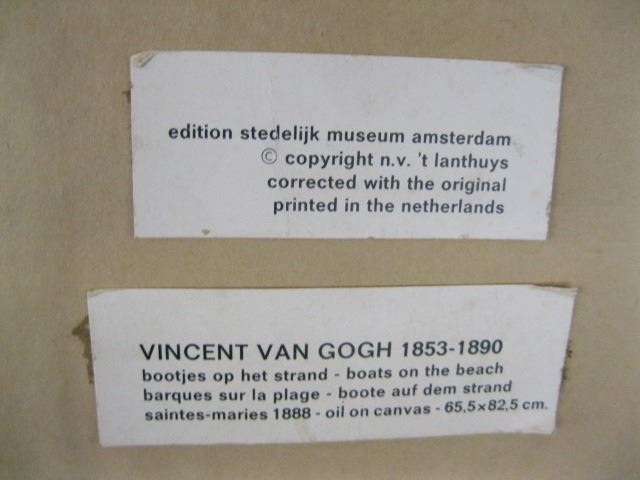 edition stedelijk museum amsterdam
© copyright n.v. 't lanthuys
corrected with the original
printed in the netherlands
VINCENT VAN GOGH 1853-1890
bootjes op het strand - boats on the beach
barques sur la plage - boote auf dem strand
saintes-maries 1888 - oil on canvas - 65,5×82,5 cm.